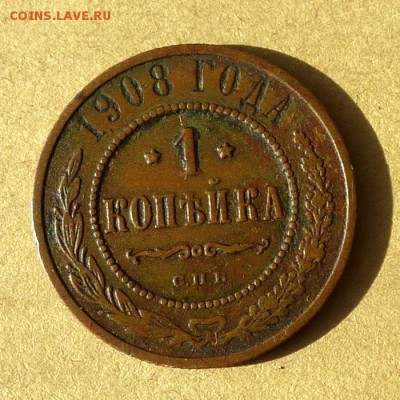 COINS.LAVE.RU
1908 ГОДА
1
КОПѢЙКА
С.П.Б.